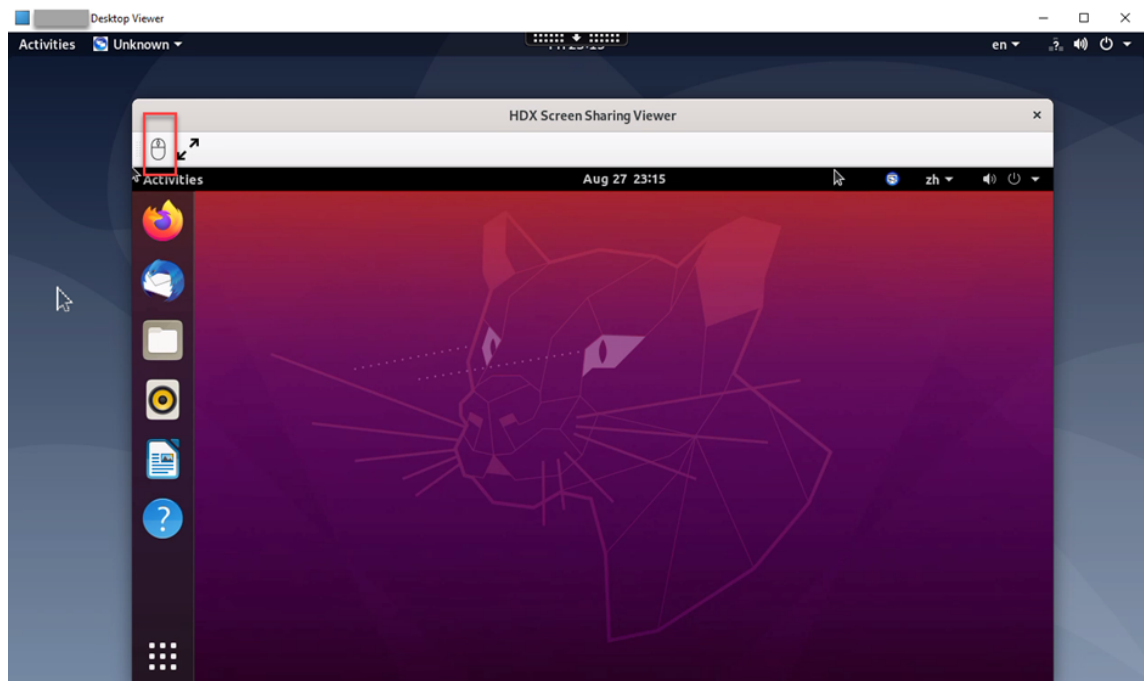 Desktop Viewer
Activities Unknown en
HDX Screen Sharing Viewer
Activities Aug 27 23:15 zh
?